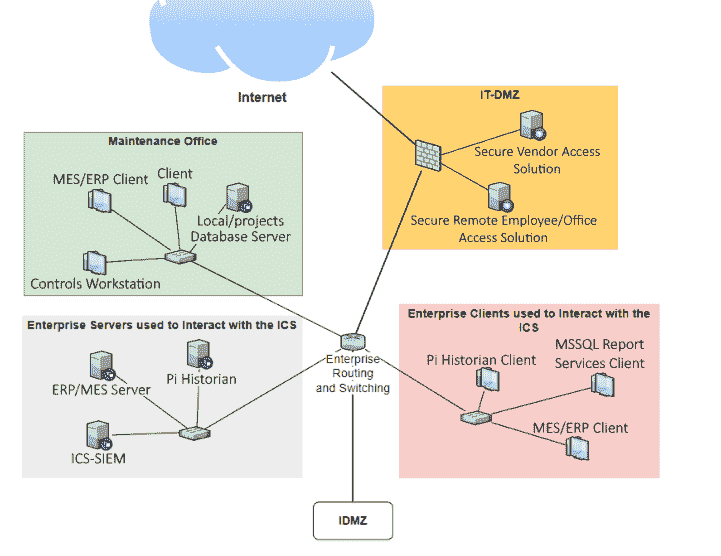 Internet
IT-DMZ
Secure Vendor Access
Solution
Secure Remote Employee/Office
Access Solution
Maintenance Office
MES/ERP Client
Client
Local/projects
Database Server
Controls Workstation
Enterprise Servers used to Interact with the ICS
ERP/MES Server
Pi Historian
ICS-SIEM
Enterprise
Routing
and Switching
Enterprise Clients used to Interact with the
ICS
Pi Historian Client
MSSQL Report
Services Client
MES/ERP Client
IDMZ